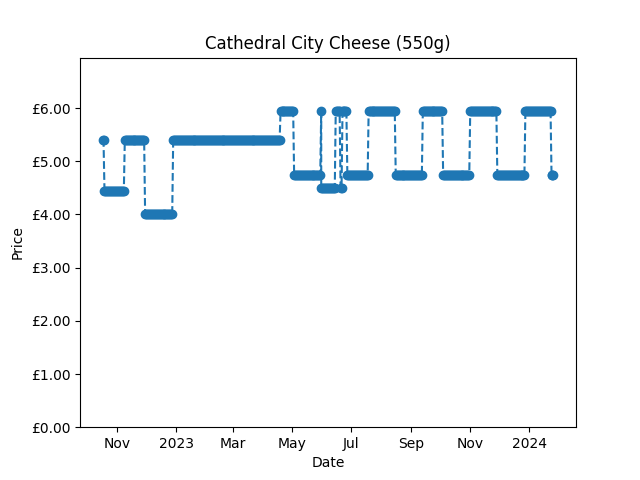 Cathedral City Cheese (550g)
£6.00
£5.00
£4.00
£3.00
£2.00
£1.00
£0.00
Price
Nov 2023 Mar May Jul Sep Nov 2024
Date